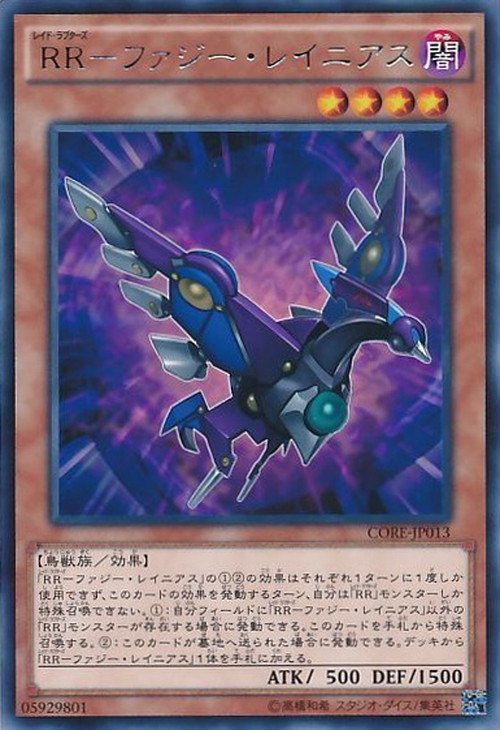 レイド・ラプターズ
RR－ファジー・レイニアス
やみ
闇
CORE-JP013
【鳥獣族／効果】
「RR－ファジー・レイニアス」の①②の効果はそれぞれ1ターンに1度しか
使用できず、このカードの効果を発動するターン、自分は「RR」モンスターしか
特殊召喚できない。①：自分フィールドに「RR－ファジー・レイニアス」以外の
「RR」モンスターが存在する場合に発動できる。このカードを手札から特殊
召喚する。②：このカードが墓地へ送られた場合に発動できる。デッキから
「RR－ファジー・レイニアス」1体を手札に加える。
ATK/ 500 DEF/1500
05929801
©高橋和希 スタジオ・ダイス/集英社